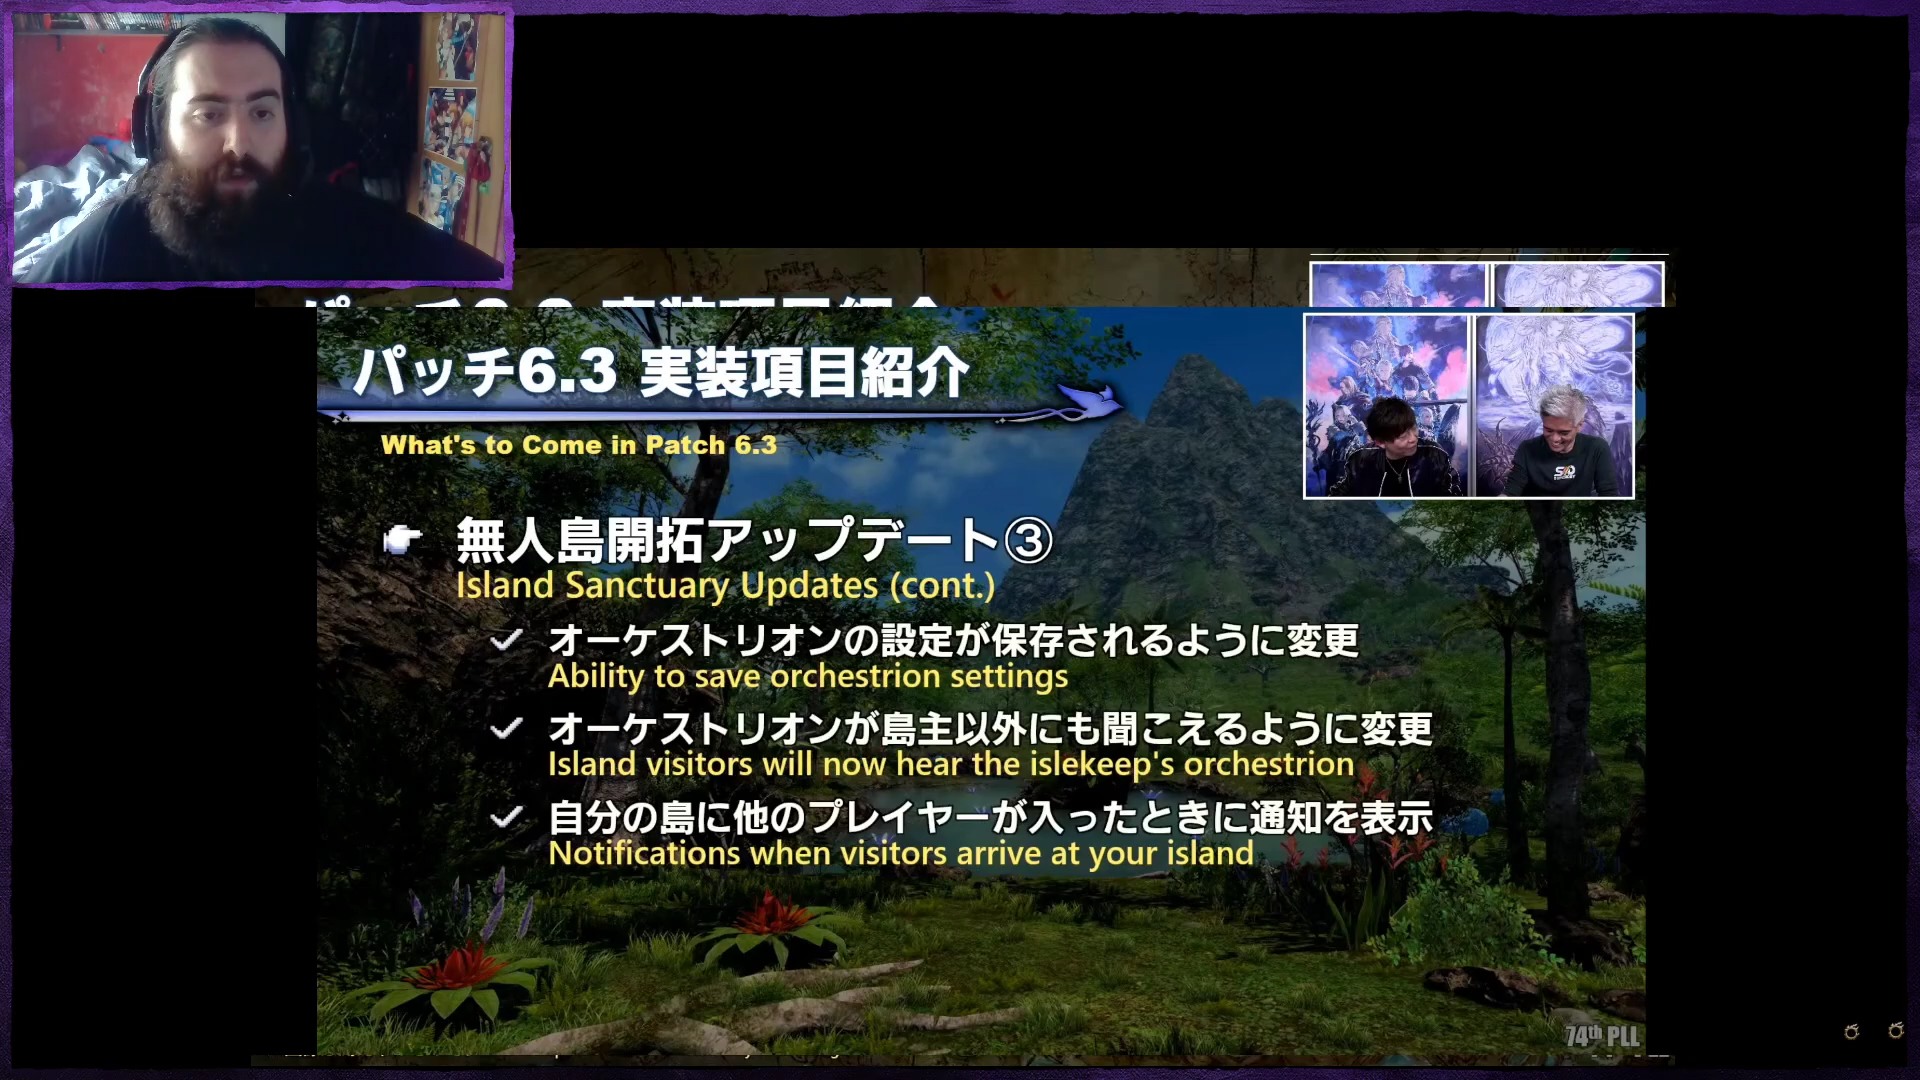 パッチ6.3 実装項目紹介
What's to Come in Patch 6.3
無人島開拓アップデート③
Island Sanctuary Updates (cont.)
オーケストリオンの設定が保存されるように変更
Ability to save orchestrion settings
オーケストリオンが島主以外にも聞こえるように変更
Island visitors will now hear the islekeep's orchestrion
自分の島に他のプレイヤーが入ったときに通知を表示
Notifications when visitors arrive at your island
74th PLL